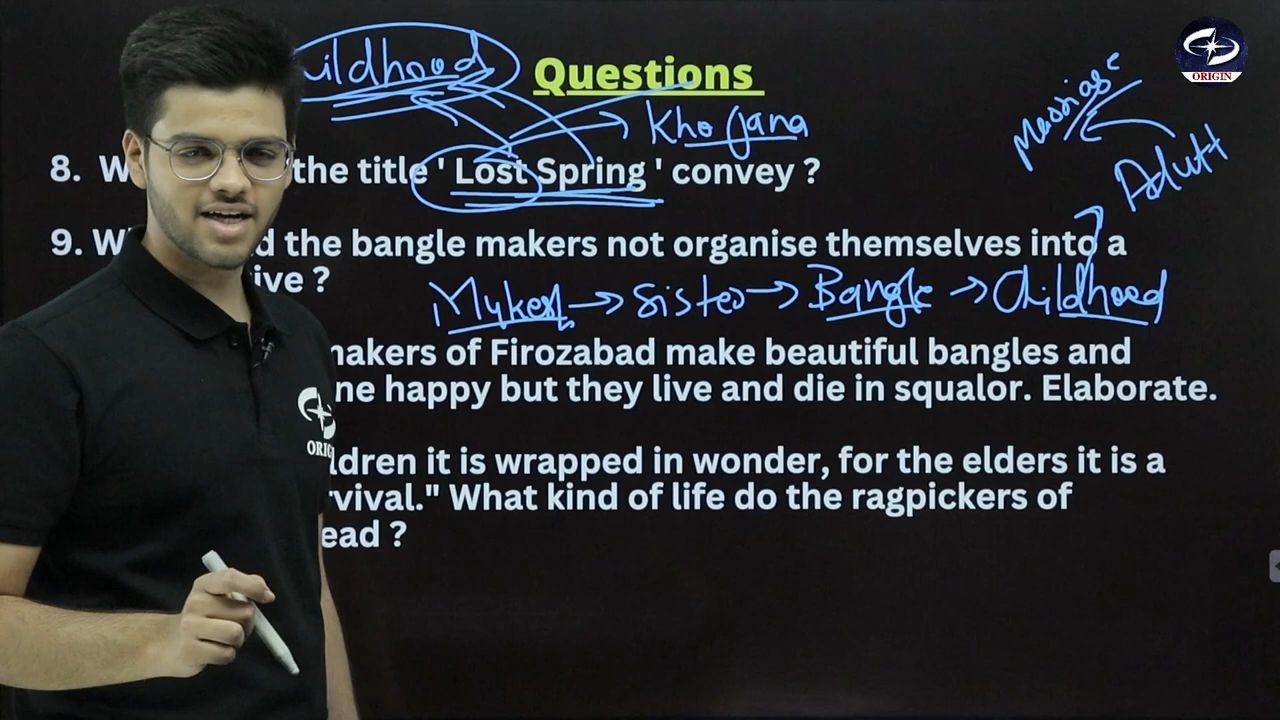 ildhood
Questions
ORIGIN
Kho Jana
Adult
8. W the title ' Lost Spring ' convey ?
9. W d the bangle makers not organise themselves into a
ive ?
Mukesh → Sister → Bangle → Childhood
makers of Firozabad make beautiful bangles and
ne happy but they live and die in squalor. Elaborate.
ORIG
ldren it is wrapped in wonder, for the elders it is a
rvival." What kind of life do the ragpickers of
ead ?